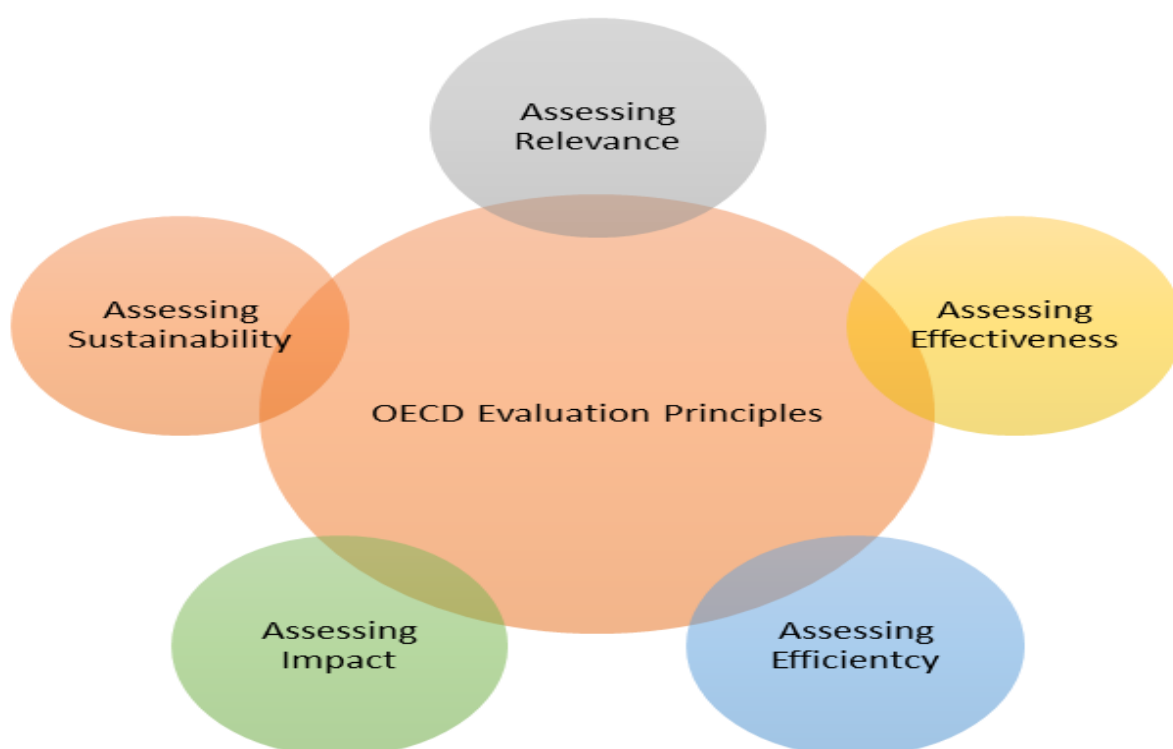 Assessing
Relevance
Assessing
Sustainability
Assessing
Effectiveness
OECD Evaluation Principles
Assessing
Impact
Assessing
Efficientcy